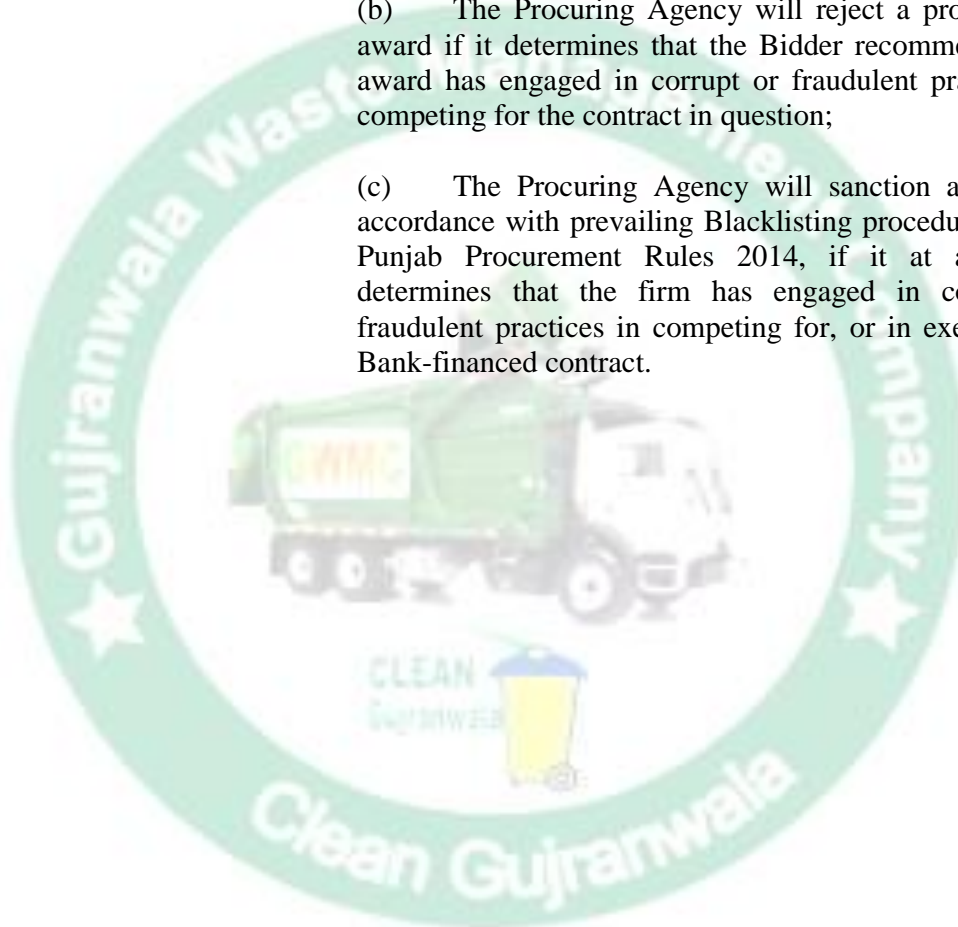 (b) The Procuring Agency will reject a pro
award if it determines that the Bidder recomme
award has engaged in corrupt or fraudulent pra
competing for the contract in question;
(c) The Procuring Agency will sanction a
accordance with prevailing Blacklisting procedu
Punjab Procurement Rules 2014, if it at a
determines that the firm has engaged in co
fraudulent practices in competing for, or in exe
Bank-financed contract.
Gujranwala Waste Management Company
GWMC
CLEAN
Gujranwala
Clean Gujranwala